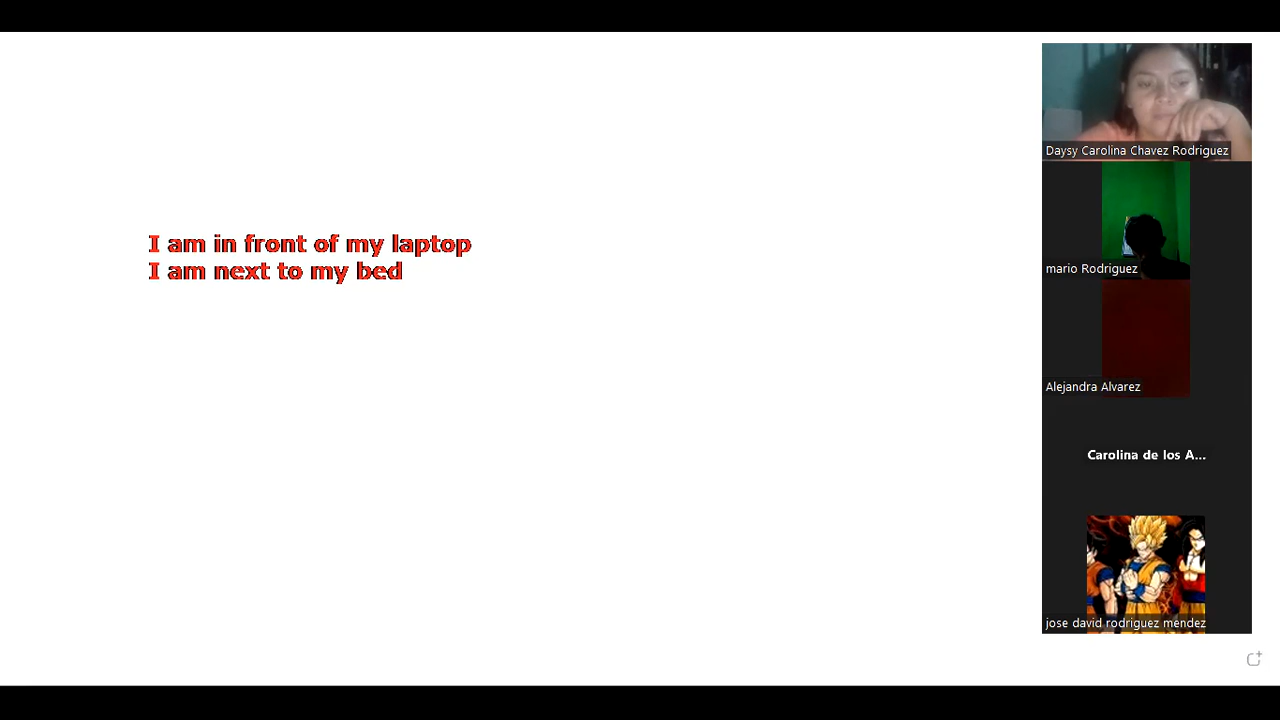 I am in front of my laptop
I am next to my bed
Daysy Carolina Chavez Rodriguez
mario Rodriguez
Alejandra Alvarez
Carolina de los A...
jose david rodriguez mendez